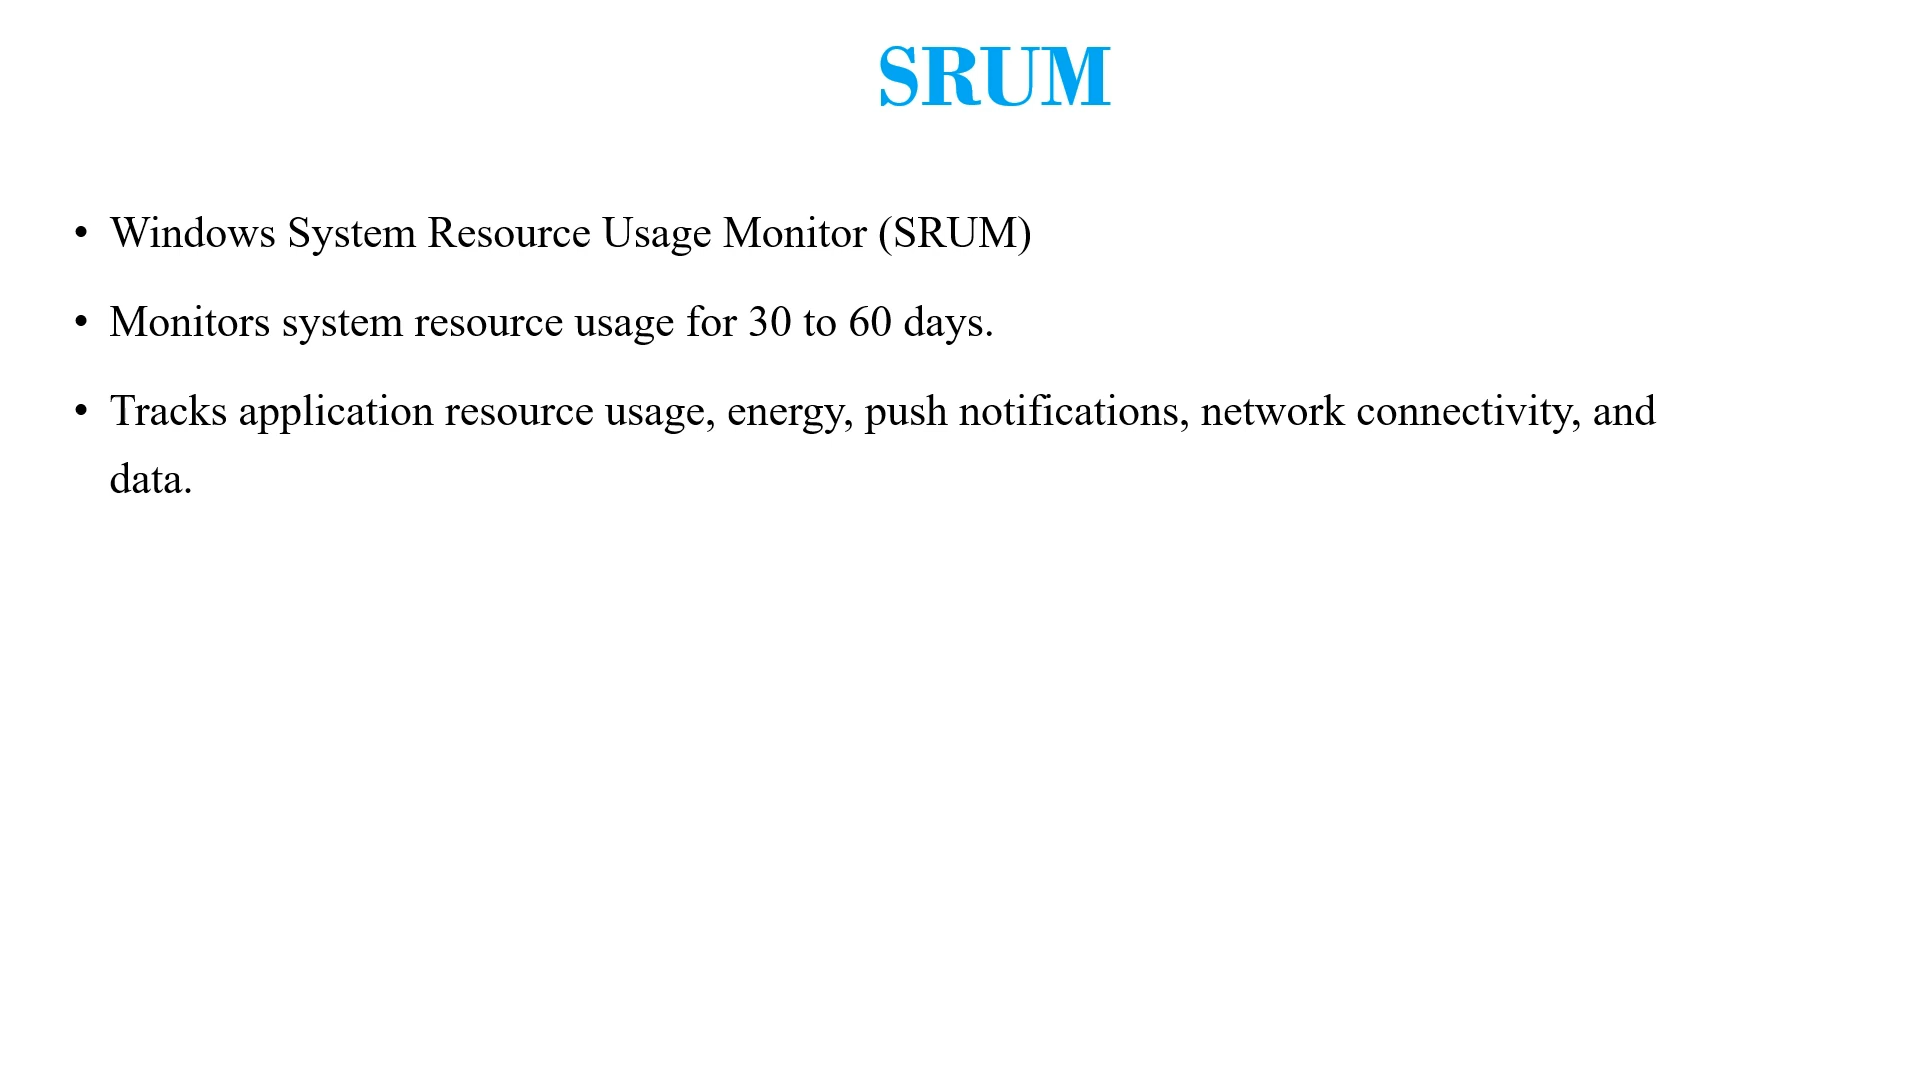 SRUM
• Windows System Resource Usage Monitor (SRUM)
• Monitors system resource usage for 30 to 60 days.
• Tracks application resource usage, energy, push notifications, network connectivity, and
data.